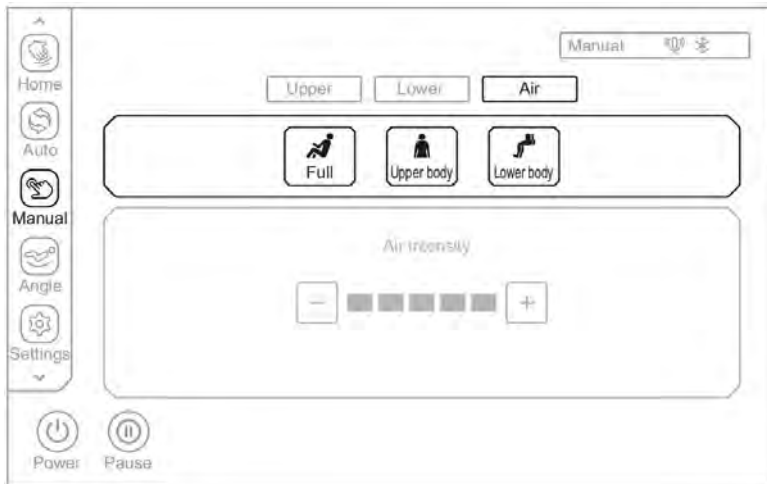 Manual
Home
Upper Lower Air
Auto
Full Upper body Lower body
Manual
Air intensity
Angle
− +
Settings
Power Pause